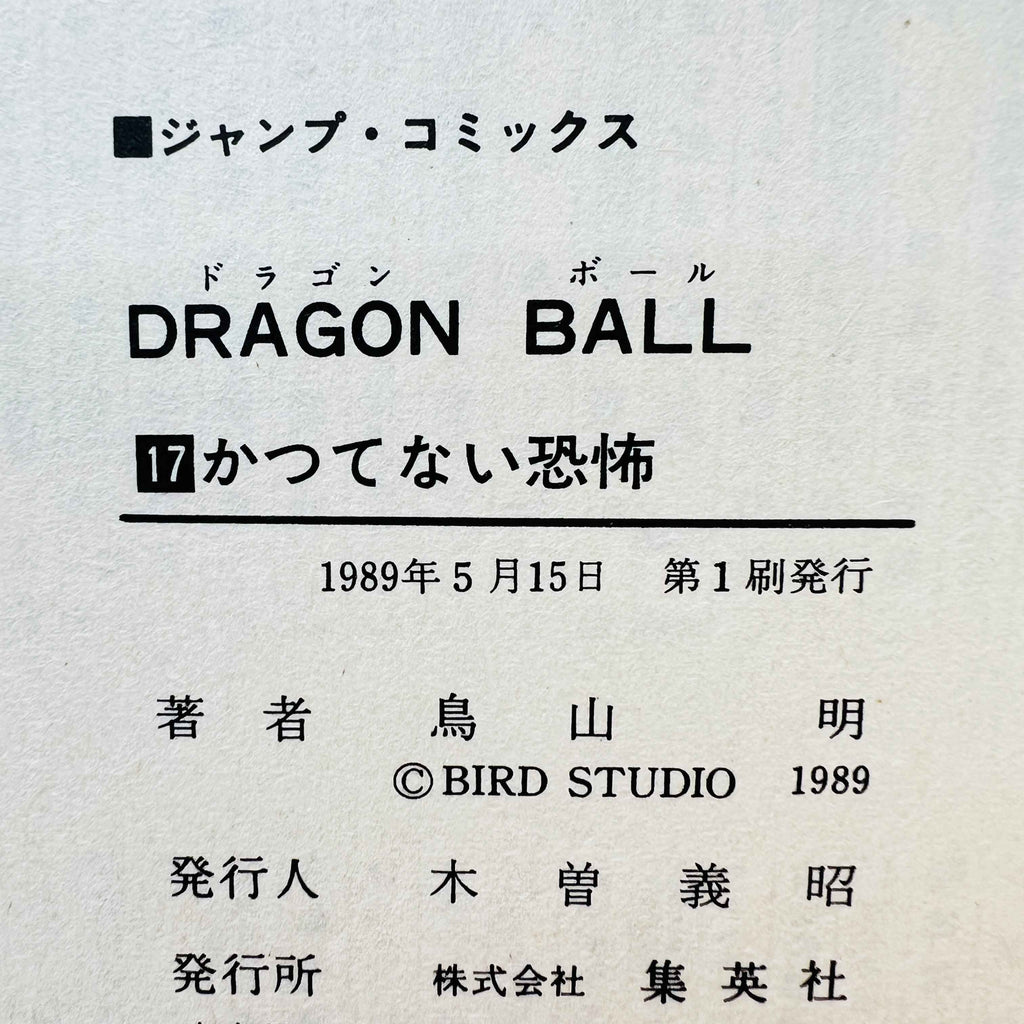 ■ジャンプ・コミックス
ドラゴン ボール
DRAGON BALL
17かつてない恐怖
1989年5月15日 第1刷発行
著者 鳥山 明
©BIRD STUDIO 1989
発行人 木曽義昭
発行所 株式会社 集英社